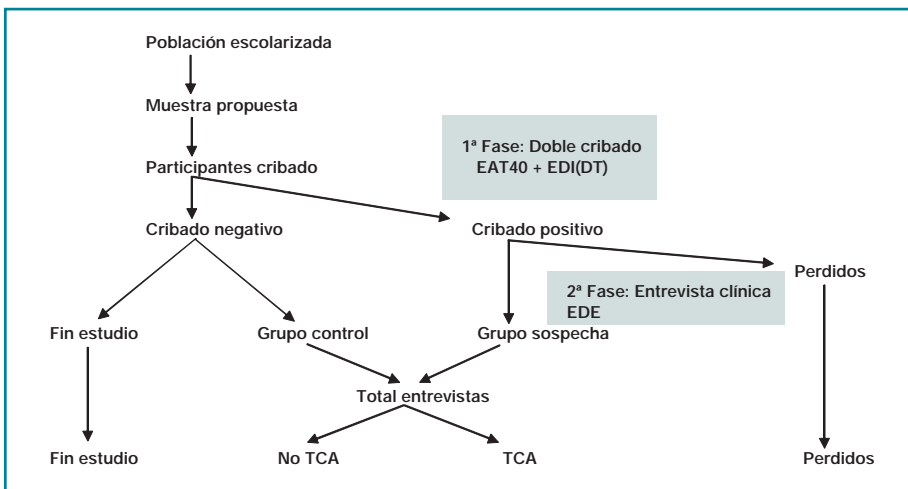 Población escolarizada
Muestra propuesta
1ª Fase: Doble cribado
EAT40 + EDI(DT)
Participantes cribado
Cribado negativo
Cribado positivo
Perdidos
2ª Fase: Entrevista clínica
EDE
Fin estudio
Grupo control
Grupo sospecha
Total entrevistas
Fin estudio
No TCA
TCA
Perdidos